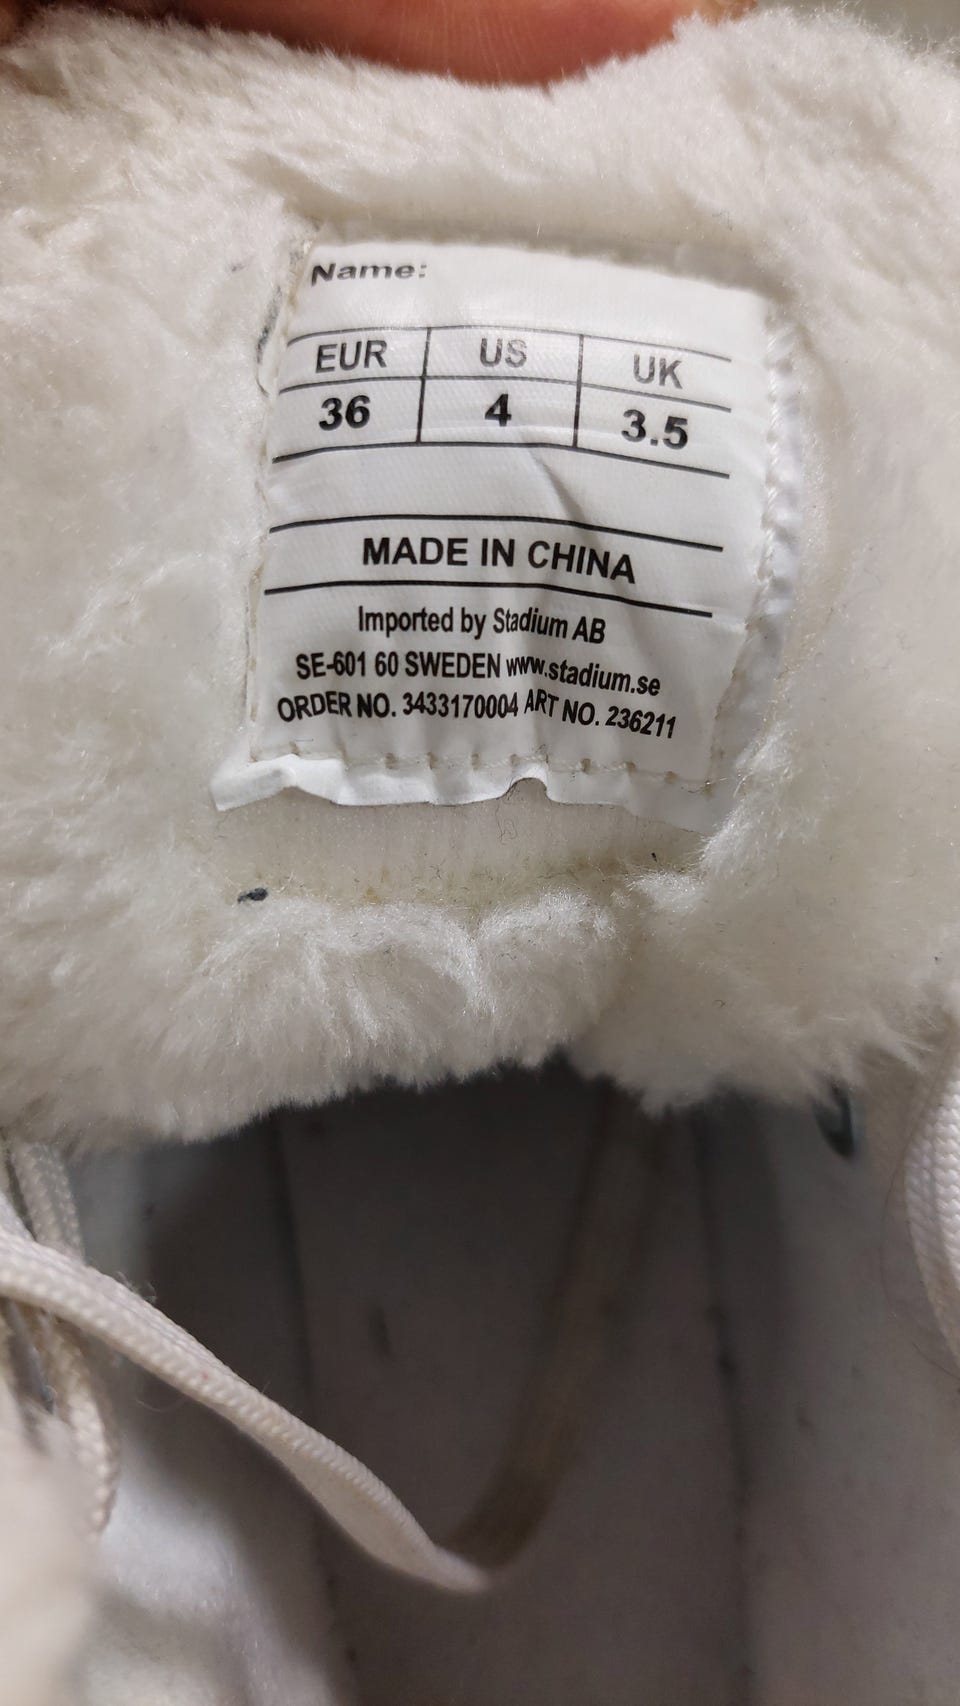 Name:
EUR US UK
36 4 3.5
MADE IN CHINA
Imported by Stadium AB
SE-601 60 SWEDEN www.stadium.se
ORDER NO. 3433170004 ART NO. 236211